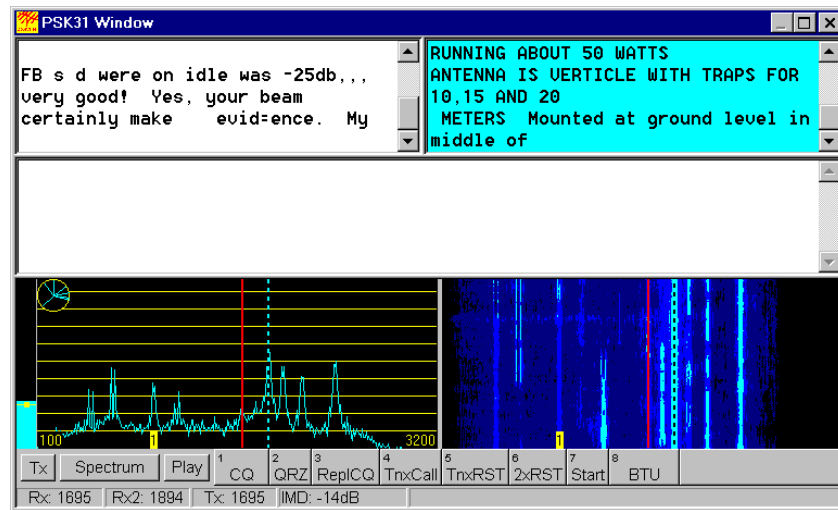 PSK31 Window
FB s d were on idle was -25db,,,
very good!  Yes, your beam
certainly make    evid=ence.  My
RUNNING ABOUT 50 WATTS
ANTENNA IS VERTICLE WITH TRAPS FOR
10,15 AND 20
 METERS  Mounted at ground level in
middle of
100
1
3200
1
Tx
Spectrum
Play
1 CQ
2 QRZ
3 ReplCQ
4 TnxCall
5 TnxRST
6 2xRST
7 Start
8 BTU
Rx: 1695
Rx2: 1894
Tx: 1695
IMD: -14dB